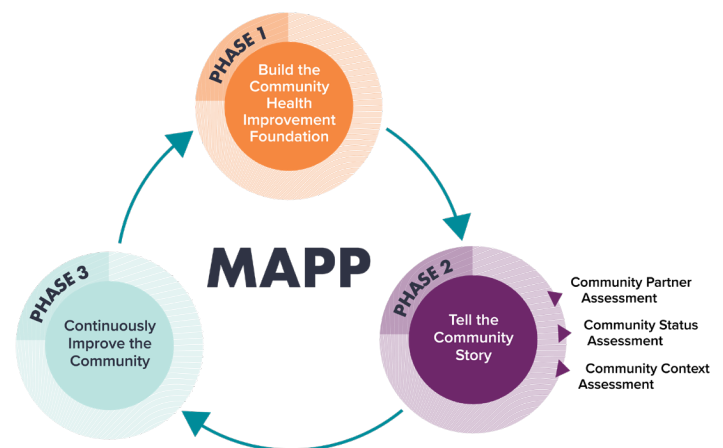 PHASE 1
Build the
Community
Health
Improvement
Foundation
MAPP
PHASE 2
Tell the
Community
Story
Community Partner
Assessment
Community Status
Assessment
Community Context
Assessment
PHASE 3
Continuously
Improve the
Community